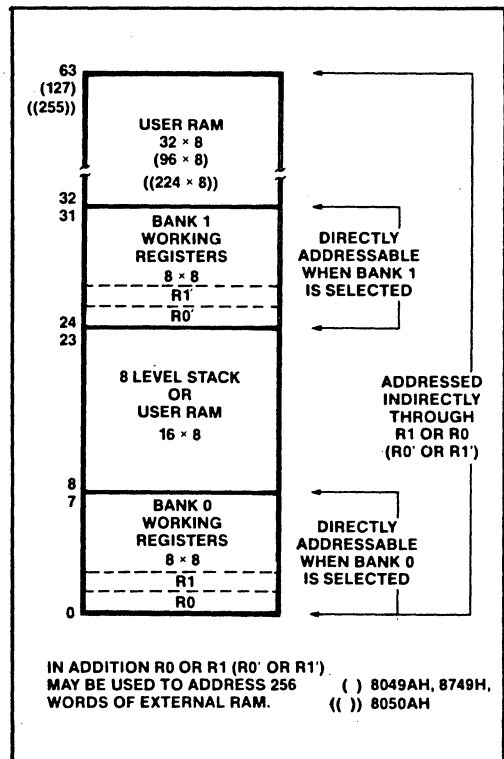 63
(127)
((255))
USER RAM
32 × 8
(96 × 8)
((224 × 8))
32
31
BANK 1
WORKING
REGISTERS
8 × 8
R1'
R0'
DIRECTLY
ADDRESSABLE
WHEN BANK 1
IS SELECTED
24
23
8 LEVEL STACK
OR
USER RAM
16 × 8
ADDRESSED
INDIRECTLY
THROUGH
R1 OR R0
(R0' OR R1')
8
7
BANK 0
WORKING
REGISTERS
8 × 8
R1
R0
DIRECTLY
ADDRESSABLE
WHEN BANK 0
IS SELECTED
0
IN ADDITION R0 OR R1 (R0' OR R1')
MAY BE USED TO ADDRESS 256 ( ) 8049AH, 8749H,
WORDS OF EXTERNAL RAM. (( )) 8050AH